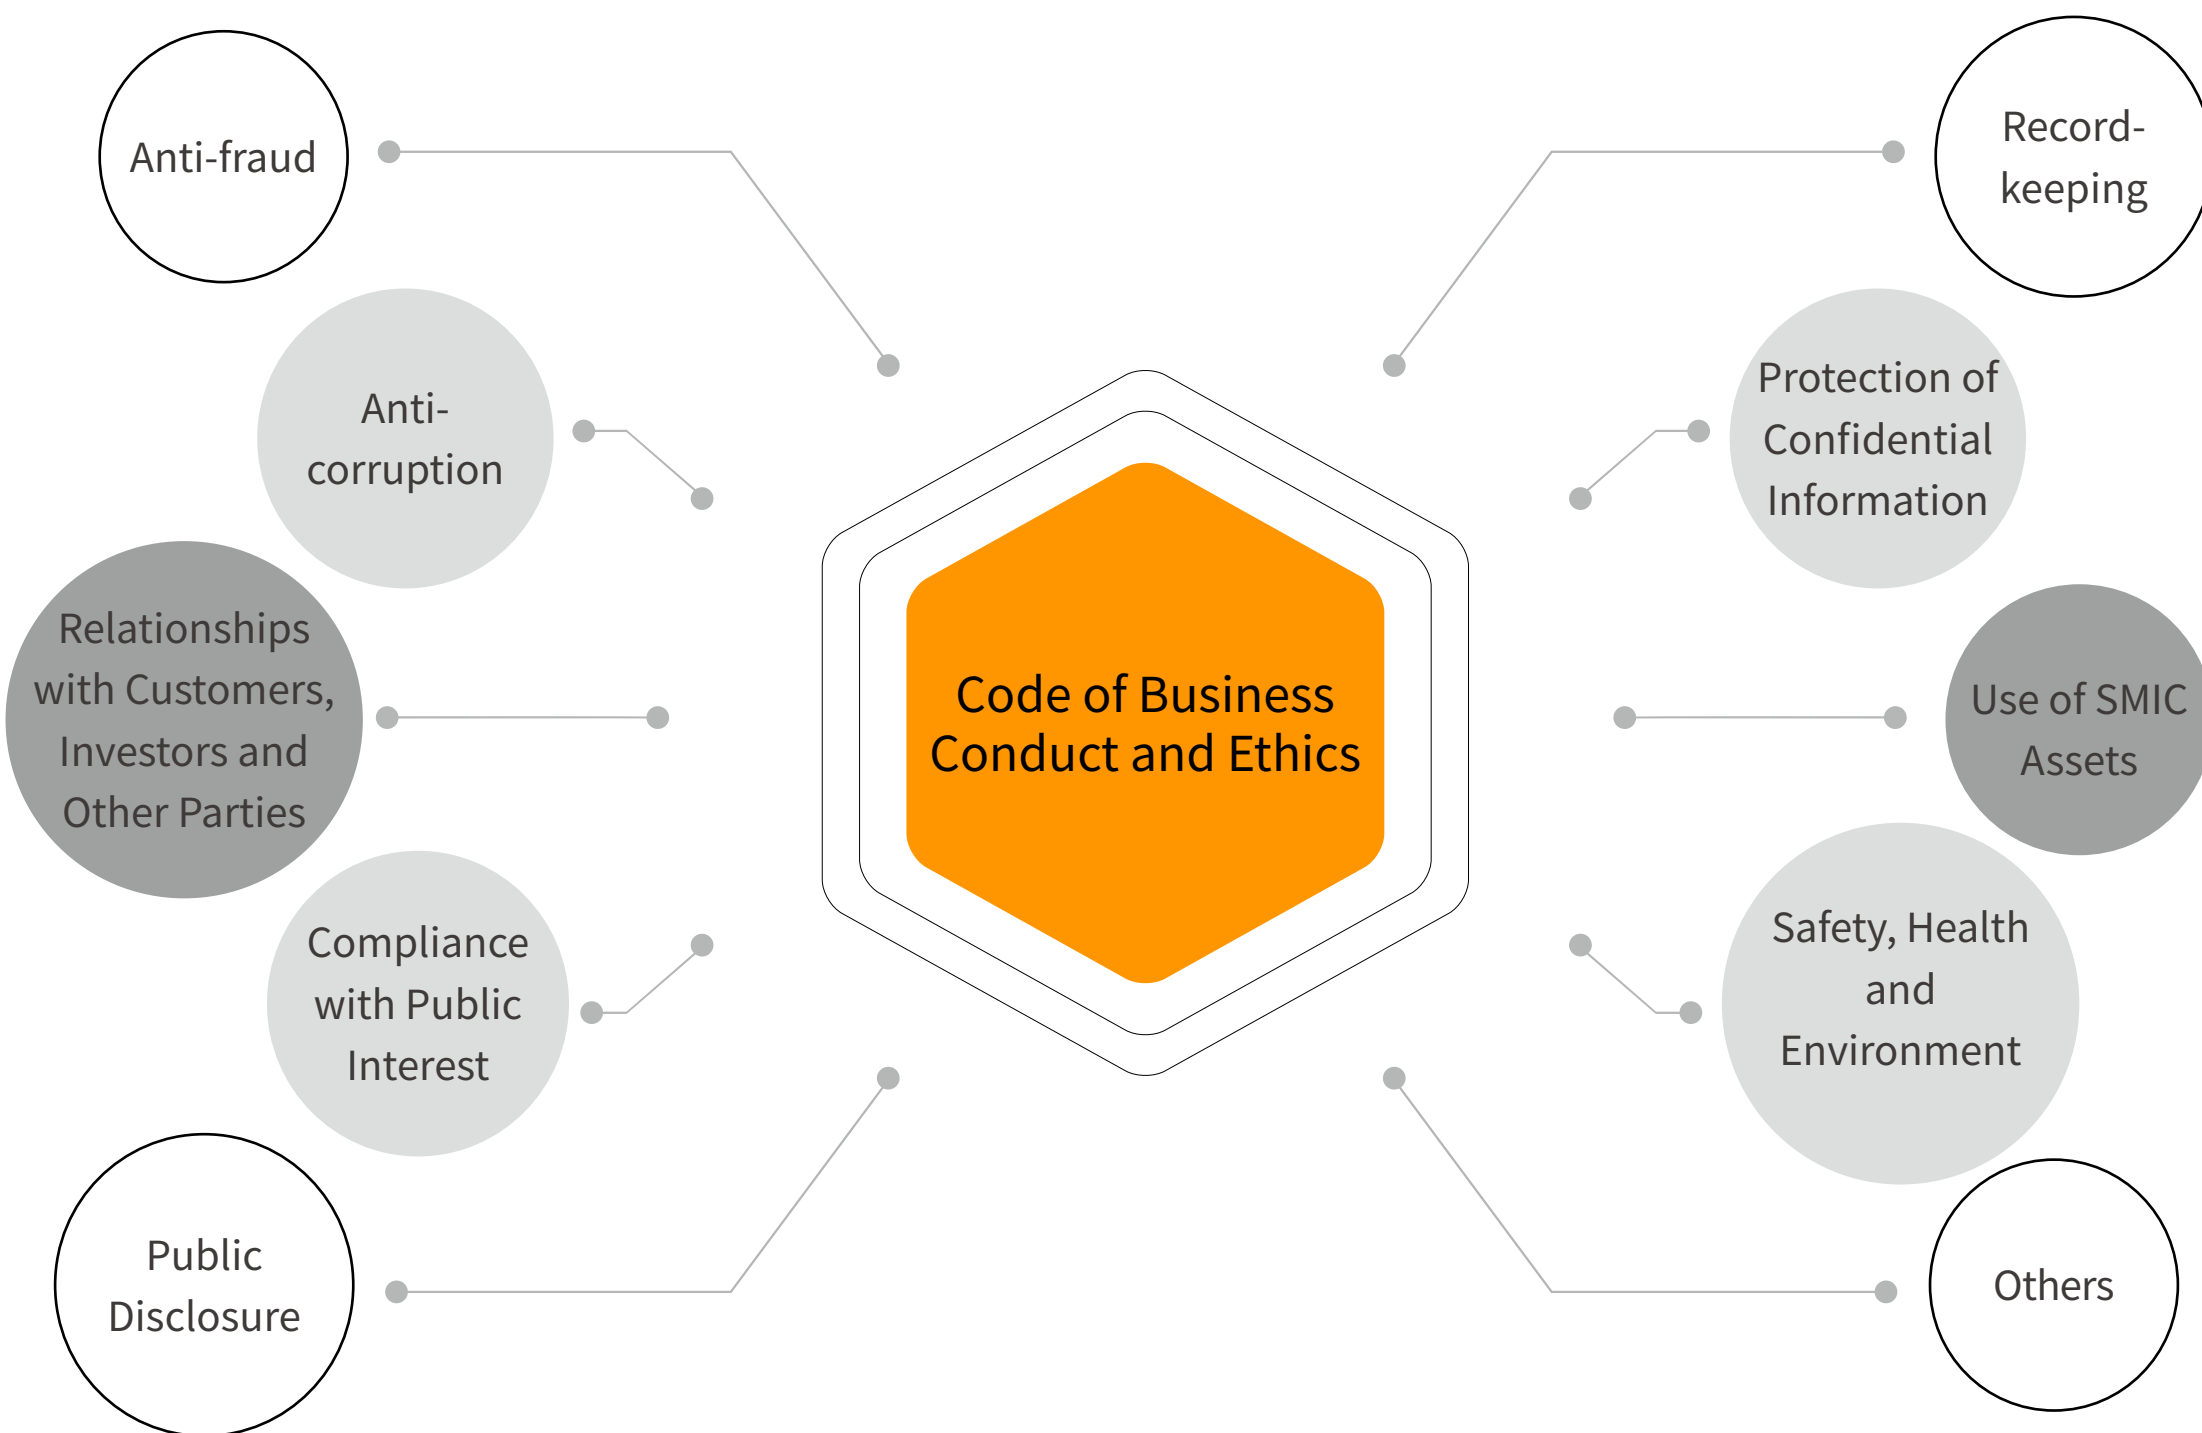 Anti-fraud
Anti-
corruption
Relationships
with Customers,
Investors and
Other Parties
Compliance
with Public
Interest
Public
Disclosure
Code of Business
Conduct and Ethics
Record-
keeping
Protection of
Confidential
Information
Use of SMIC
Assets
Safety, Health
and
Environment
Others